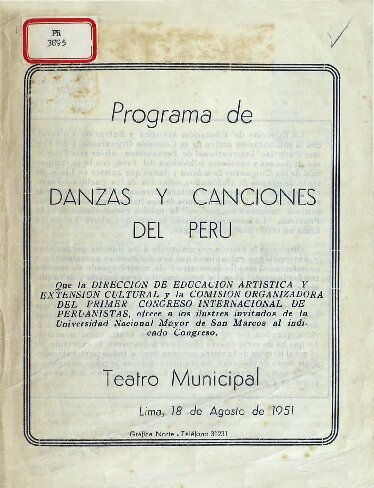 PR
3095
Programa de
DANZAS Y CANCIONES
DEL PERU
Que la DIRECCION DE EDUCACION ARTISTICA Y
EXTENSION CULTURAL y la COMISION ORGANIZADORA
DEL PRIMER CONGRESO INTERNACIONAL DE
PERUANISTAS, ofrece a los ilustres invitados de la
Universidad Nacional Mayor de San Marcos al indi-
cado Congreso.
Teatro Municipal
Lima, 18 de Agosto de 1951
Gráfica Norte - Teléfono 31231